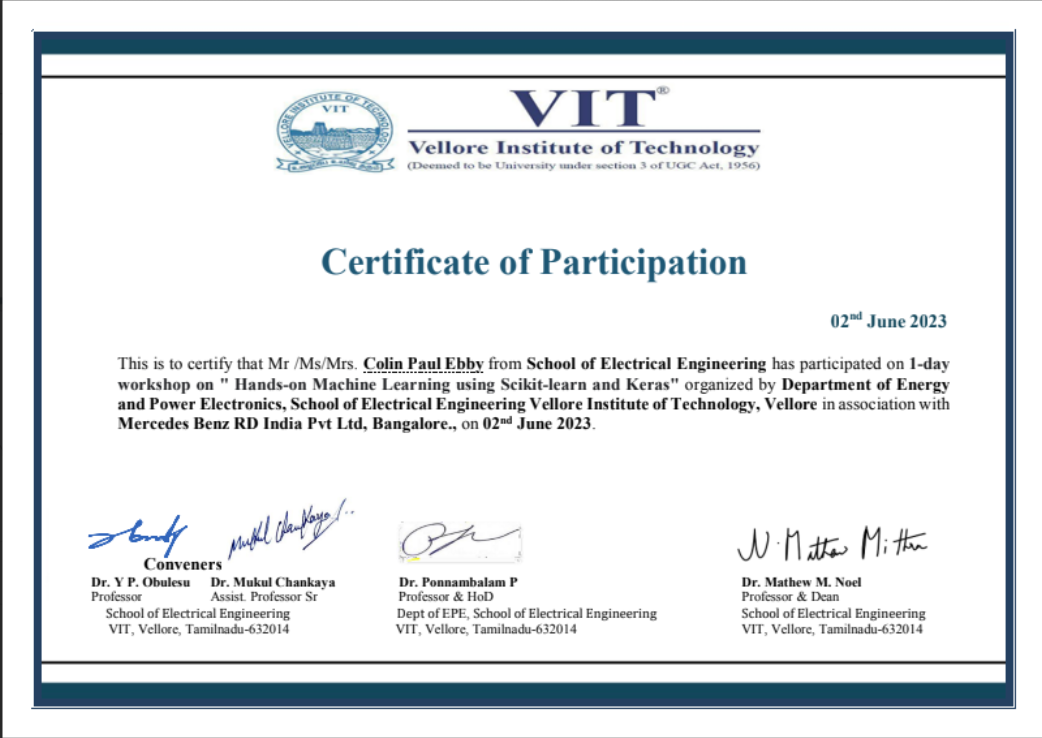 VELLORE INSTITUTE OF TECHNOLOGY
VIT
VIT®
Vellore Institute of Technology
(Deemed to be University under section 3 of UGC Act, 1956)
Certificate of Participation
02nd June 2023
This is to certify that Mr /Ms/Mrs. Colin Paul Ebby from School of Electrical Engineering has participated on 1-day
workshop on " Hands-on Machine Learning using Scikit-learn and Keras" organized by Department of Energy
and Power Electronics, School of Electrical Engineering Vellore Institute of Technology, Vellore in association with
Mercedes Benz RD India Pvt Ltd, Bangalore., on 02nd June 2023.
Mukul Chankaya
Conveners
Dr. Y P. Obulesu
Professor
School of Electrical Engineering
VIT, Vellore, Tamilnadu-632014
Dr. Mukul Chankaya
Assist. Professor Sr
Dr. Ponnambalam P
Professor & HoD
Dept of EPE, School of Electrical Engineering
VIT, Vellore, Tamilnadu-632014
Dr. Mathew M. Noel
Professor & Dean
School of Electrical Engineering
VIT, Vellore, Tamilnadu-632014